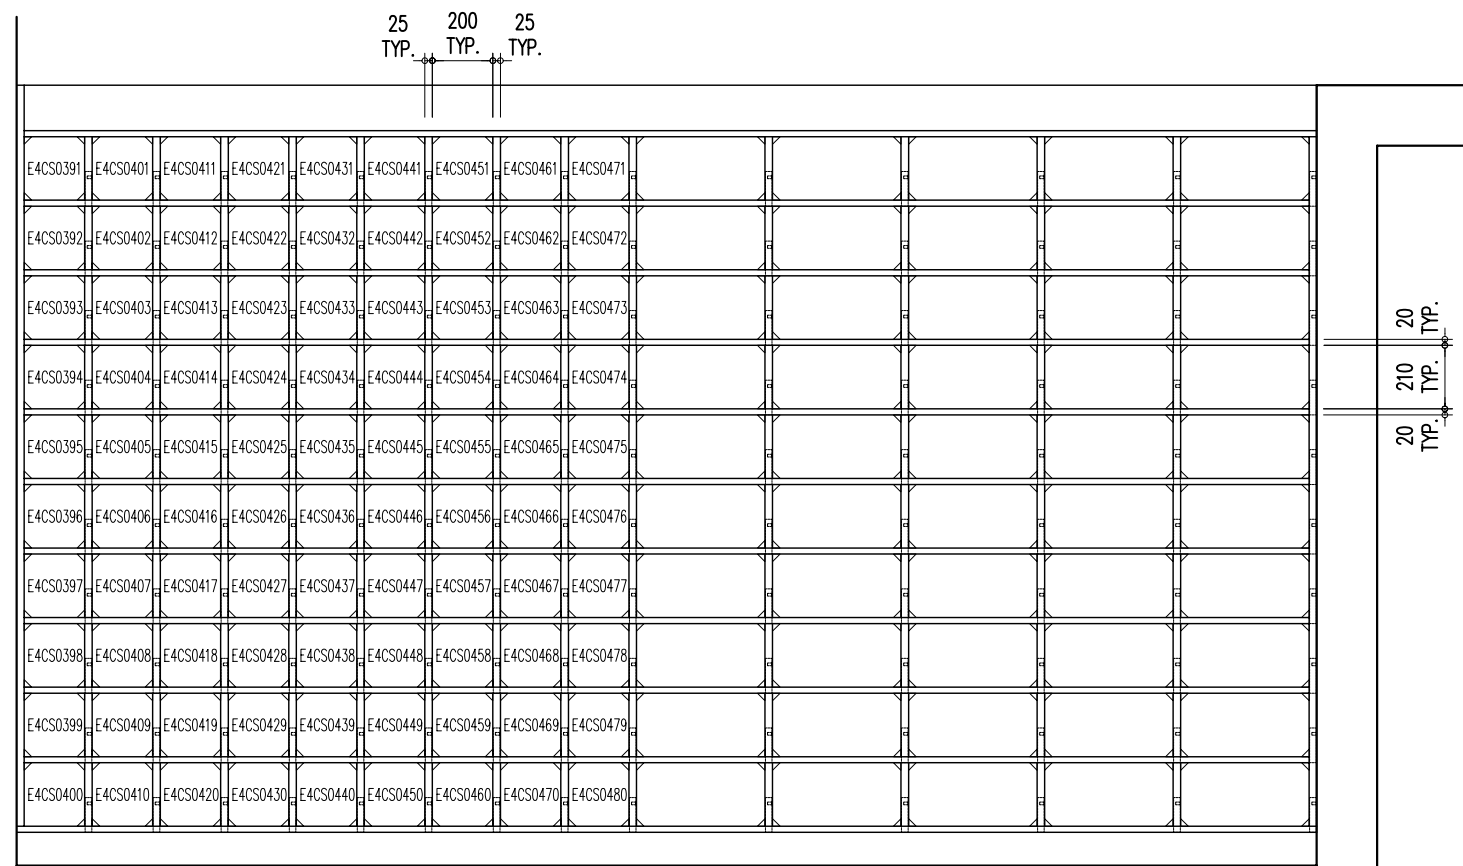 25 200 25
TYP. TYP. TYP.
E4CS0391 E4CS0401 E4CS0411 E4CS0421 E4CS0431 E4CS0441 E4CS0451 E4CS0461 E4CS0471
E4CS0392 E4CS0402 E4CS0412 E4CS0422 E4CS0432 E4CS0442 E4CS0452 E4CS0462 E4CS0472
E4CS0393 E4CS0403 E4CS0413 E4CS0423 E4CS0433 E4CS0443 E4CS0453 E4CS0463 E4CS0473
E4CS0394 E4CS0404 E4CS0414 E4CS0424 E4CS0434 E4CS0444 E4CS0454 E4CS0464 E4CS0474
E4CS0395 E4CS0405 E4CS0415 E4CS0425 E4CS0435 E4CS0445 E4CS0455 E4CS0465 E4CS0475
E4CS0396 E4CS0406 E4CS0416 E4CS0426 E4CS0436 E4CS0446 E4CS0456 E4CS0466 E4CS0476
E4CS0397 E4CS0407 E4CS0417 E4CS0427 E4CS0437 E4CS0447 E4CS0457 E4CS0467 E4CS0477
E4CS0398 E4CS0408 E4CS0418 E4CS0428 E4CS0438 E4CS0448 E4CS0458 E4CS0468 E4CS0478
E4CS0399 E4CS0409 E4CS0419 E4CS0429 E4CS0439 E4CS0449 E4CS0459 E4CS0469 E4CS0479
E4CS0400 E4CS0410 E4CS0420 E4CS0430 E4CS0440 E4CS0450 E4CS0460 E4CS0470 E4CS0480
20
TYP.
210
TYP.
20
TYP.